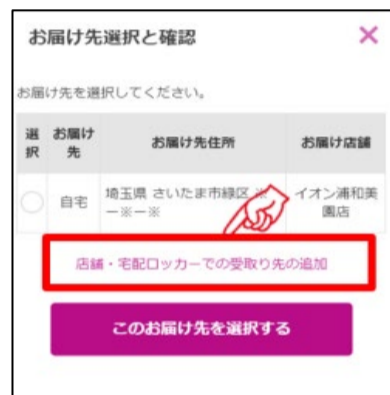 お届け先選択と確認
×
お届け先を選択してください。
選択 お届け先 お届け先住所 お届け店舗
自宅 埼玉県 さいたま市緑区 ※ー※ー※ イオン浦和美園店
店舗・宅配ロッカーでの受取り先の追加
このお届け先を選択する